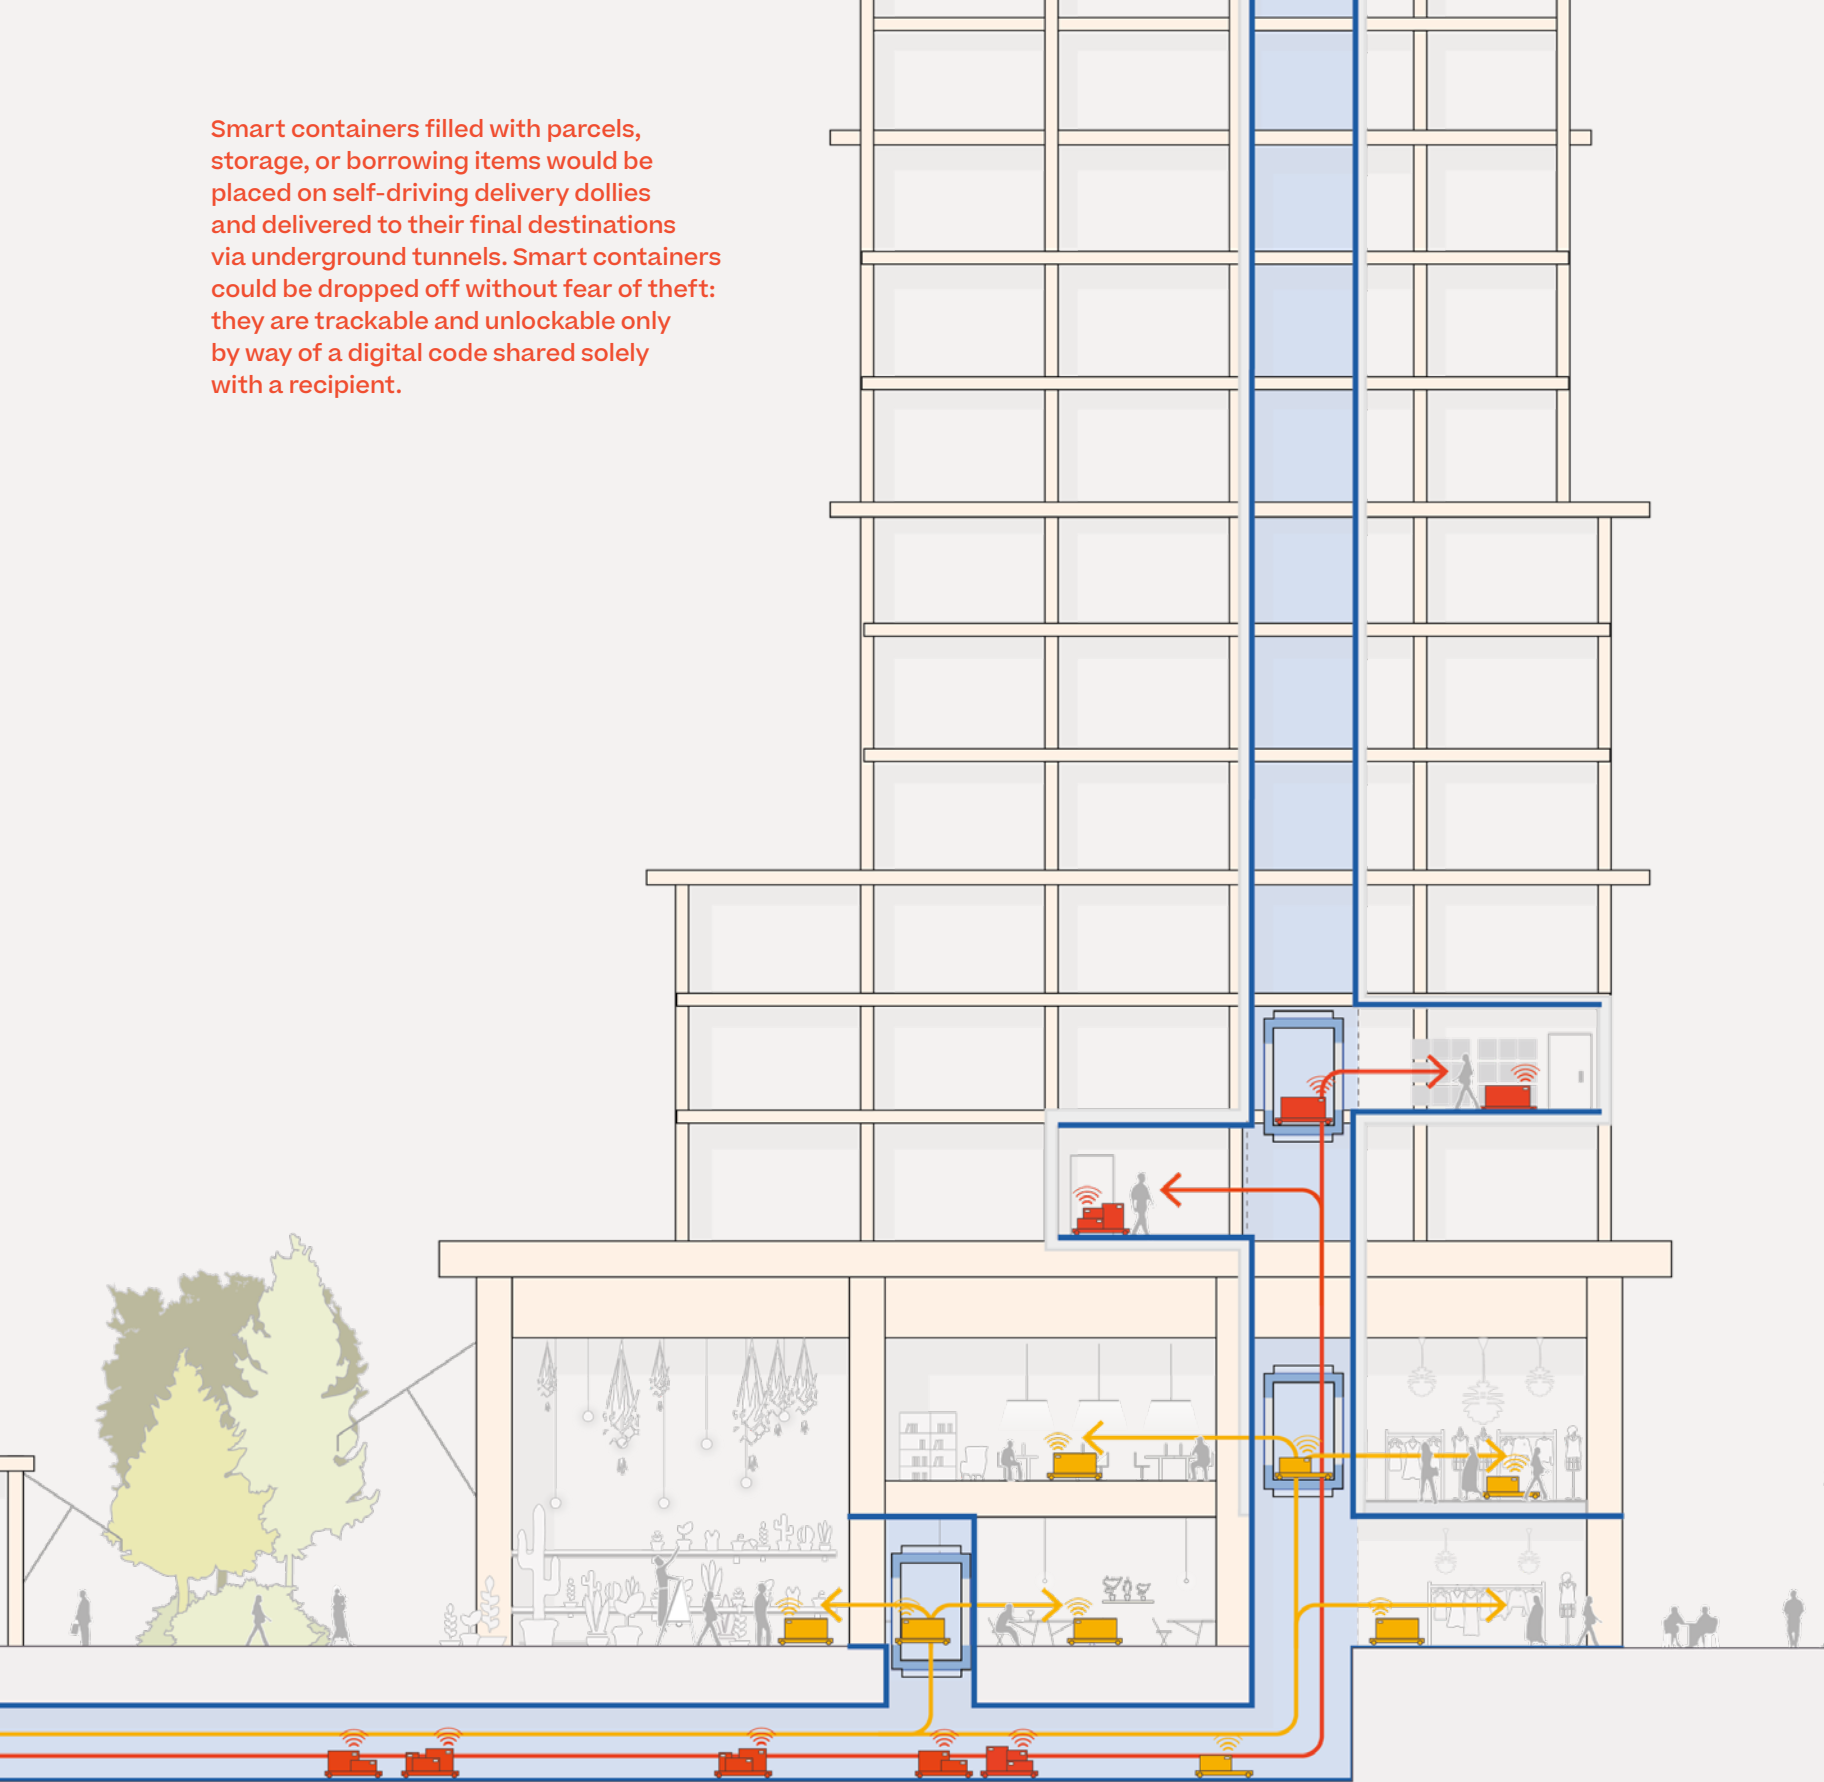 Smart containers filled with parcels,
storage, or borrowing items would be
placed on self-driving delivery dollies
and delivered to their final destinations
via underground tunnels. Smart containers
could be dropped off without fear of theft:
they are trackable and unlockable only
by way of a digital code shared solely
with a recipient.